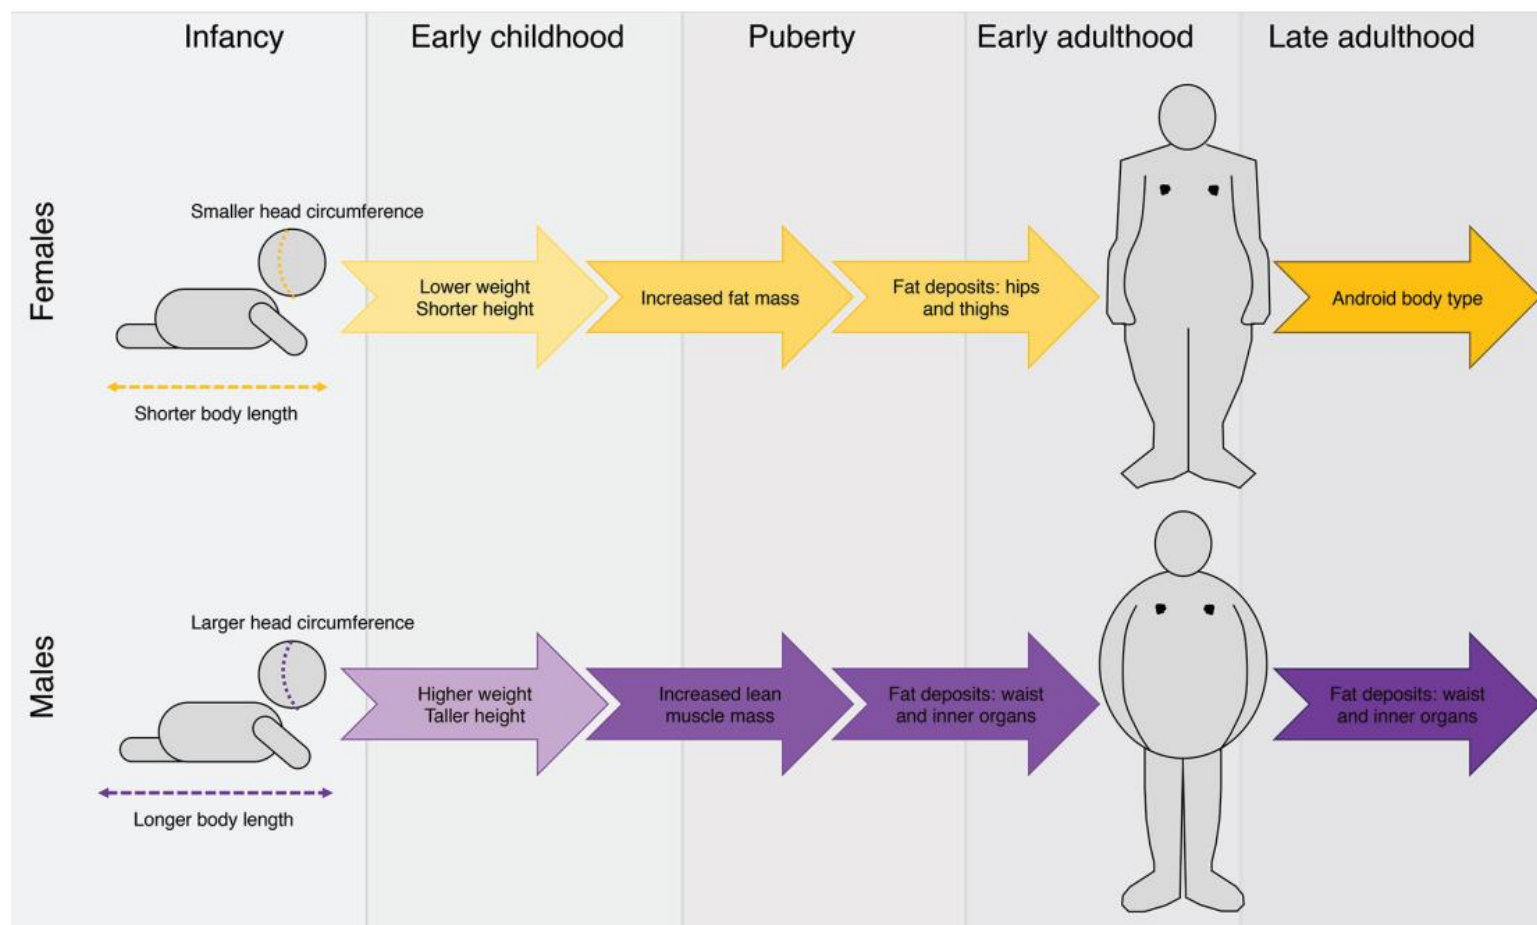 Infancy
Early childhood
Puberty
Early adulthood
Late adulthood
Females
Smaller head circumference
Shorter body length
Lower weight
Shorter height
Increased fat mass
Fat deposits: hips
and thighs
Android body type
Males
Larger head circumference
Longer body length
Higher weight
Taller height
Increased lean
muscle mass
Fat deposits: waist
and inner organs
Fat deposits: waist
and inner organs